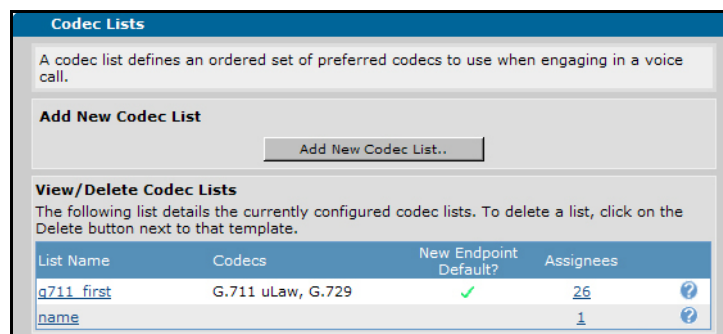 Codec Lists
A codec list defines an ordered set of preferred codecs to use when engaging in a voice
call.
Add New Codec List
Add New Codec List..
View/Delete Codec Lists
The following list details the currently configured codec lists. To delete a list, click on the
Delete button next to that template.
List Name Codecs New Endpoint Default? Assignees
g711_first G.711 uLaw, G.729 ✓ 26 ?
name 1 ?